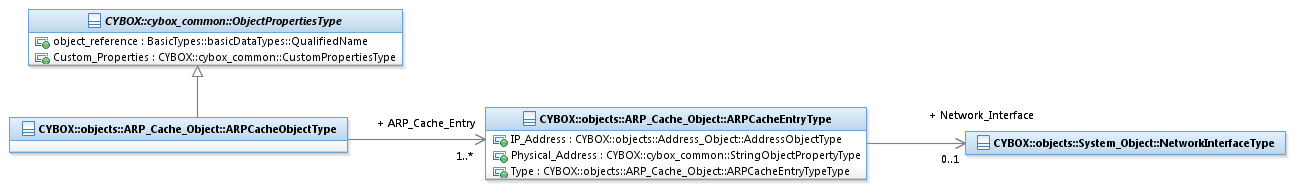 CYBOX::cybox_common::ObjectPropertiesType
object_reference : BasicTypes::basicDataTypes::QualifiedName
Custom_Properties : CYBOX::cybox_common::CustomPropertiesType
CYBOX::objects::ARP_Cache_Object::ARPCacheObjectType
+ ARP_Cache_Entry
1..*
CYBOX::objects::ARP_Cache_Object::ARPCacheEntryType
IP_Address : CYBOX::objects::Address_Object::AddressObjectType
Physical_Address : CYBOX::cybox_common::StringObjectPropertyType
Type : CYBOX::objects::ARP_Cache_Object::ARPCacheEntryTypeType
+ Network_Interface
0..1
CYBOX::objects::System_Object::NetworkInterfaceType